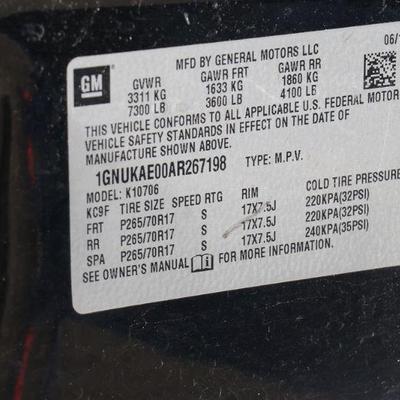 MFD BY GENERAL MOTORS LLC 06/1
GM GVWR GAWR FRT GAWR RR
3311 KG 1633 KG 1860 KG
7300 LB 3600 LB 4100 LB
THIS VEHICLE CONFORMS TO ALL APPLICABLE U.S. FEDERAL MOTOR
VEHICLE SAFETY STANDARDS IN EFFECT ON THE DATE OF
MANUFACTURE SHOWN ABOVE.
1GNUKAE00AR267198 TYPE: M.P.V.
MODEL: K10706
KC9F TIRE SIZE SPEED RTG RIM COLD TIRE PRESSUR
FRT P265/70R17 S 17X7.5J 220KPA(32PSI)
RR P265/70R17 S 17X7.5J 220KPA(32PSI)
SPA P265/70R17 S 17X7.5J 240KPA(35PSI)
SEE OWNER'S MANUAL FOR MORE INFORMATION.